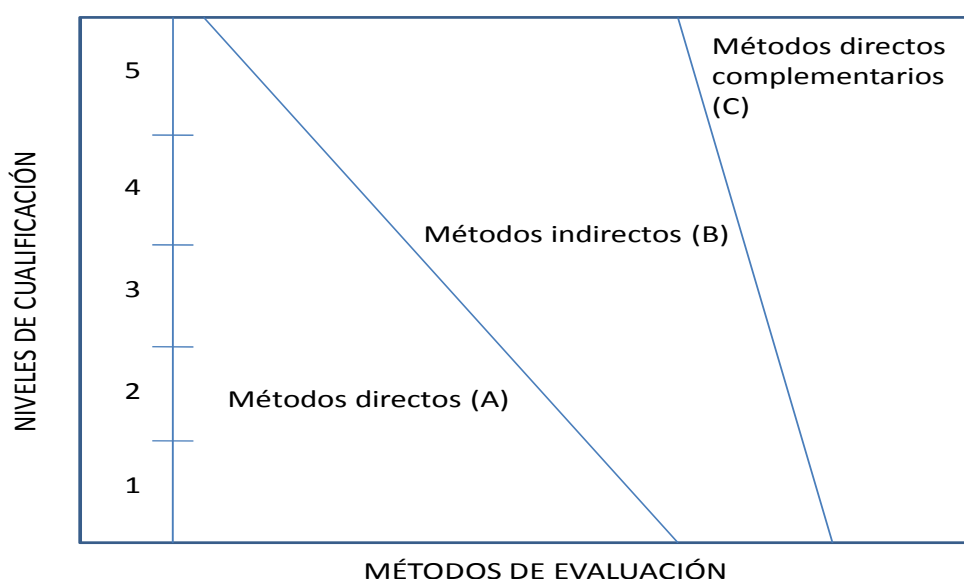 NIVELES DE CUALIFICACIÓN
5
4
3
2
1
Métodos directos
complementarios
(C)
Métodos indirectos (B)
Métodos directos (A)
MÉTODOS DE EVALUACIÓN